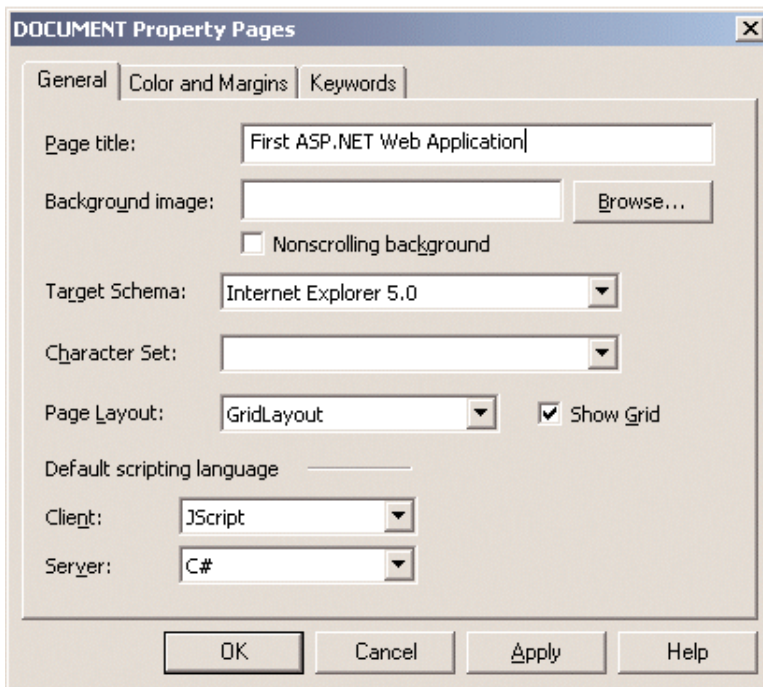 DOCUMENT Property Pages
General Color and Margins Keywords
Page title: First ASP.NET Web Application
Background image: Browse...
Nonscrolling background
Target Schema: Internet Explorer 5.0
Character Set:
Page Layout: GridLayout Show Grid
Default scripting language
Client: JScript
Server: C#
OK Cancel Apply Help